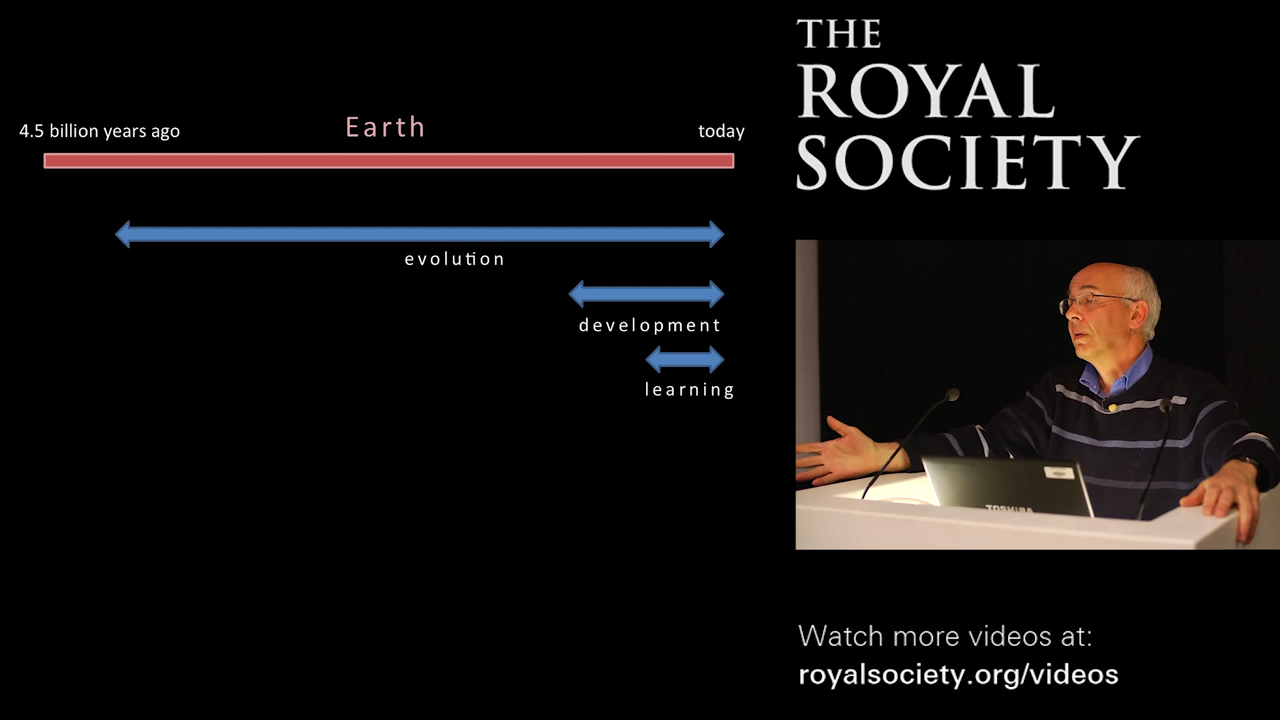 4.5 billion years ago
Earth
today
evolution
development
learning
THE
ROYAL
SOCIETY
TOSHIBA
Watch more videos at:
royalsociety.org/videos